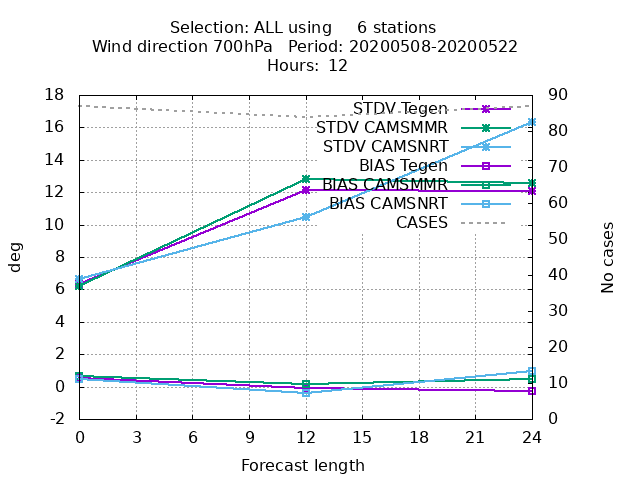 Selection: ALL using     6 stations
Wind direction 700hPa   Period: 20200508-20200522
Hours: 12
18
16
14
12
10
8
6
4
2
0
-2
deg
90
80
70
60
50
40
30
20
10
0
No cases
STDV Tegen
STDV CAMSMMR
STDV CAMSNRT
BIAS Tegen
BIAS CAMSMMR
BIAS CAMSNRT
CASES
0 3 6 9 12 15 18 21 24
Forecast length